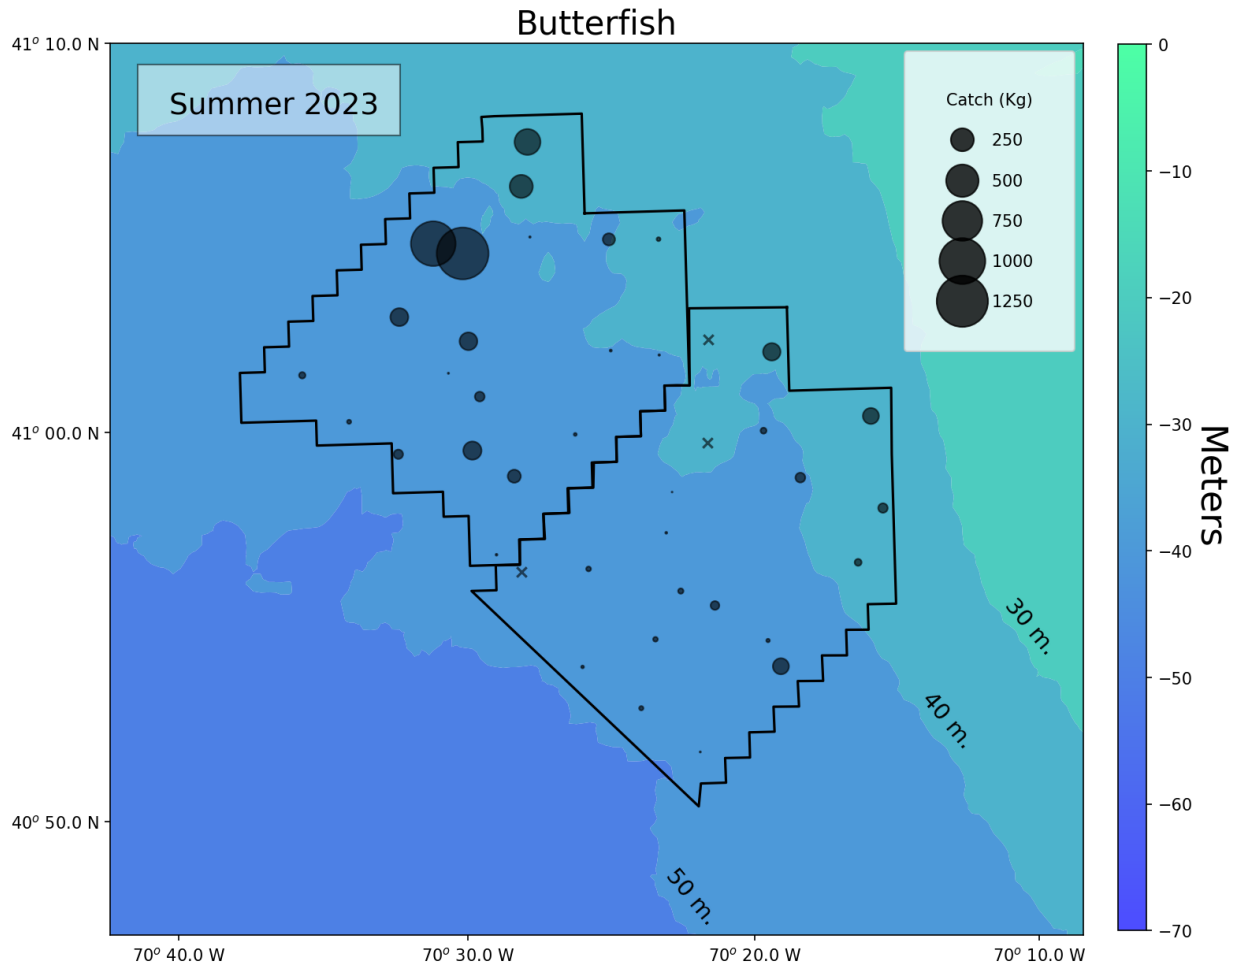 Butterfish
41° 10.0 N
41° 00.0 N
40° 50.0 N
70° 40.0 W
70° 30.0 W
70° 20.0 W
70° 10.0 W
Summer 2023
Catch (Kg)
250
500
750
1000
1250
30 m.
40 m.
50 m.
0
−10
−20
−30
−40
−50
−60
−70
Meters